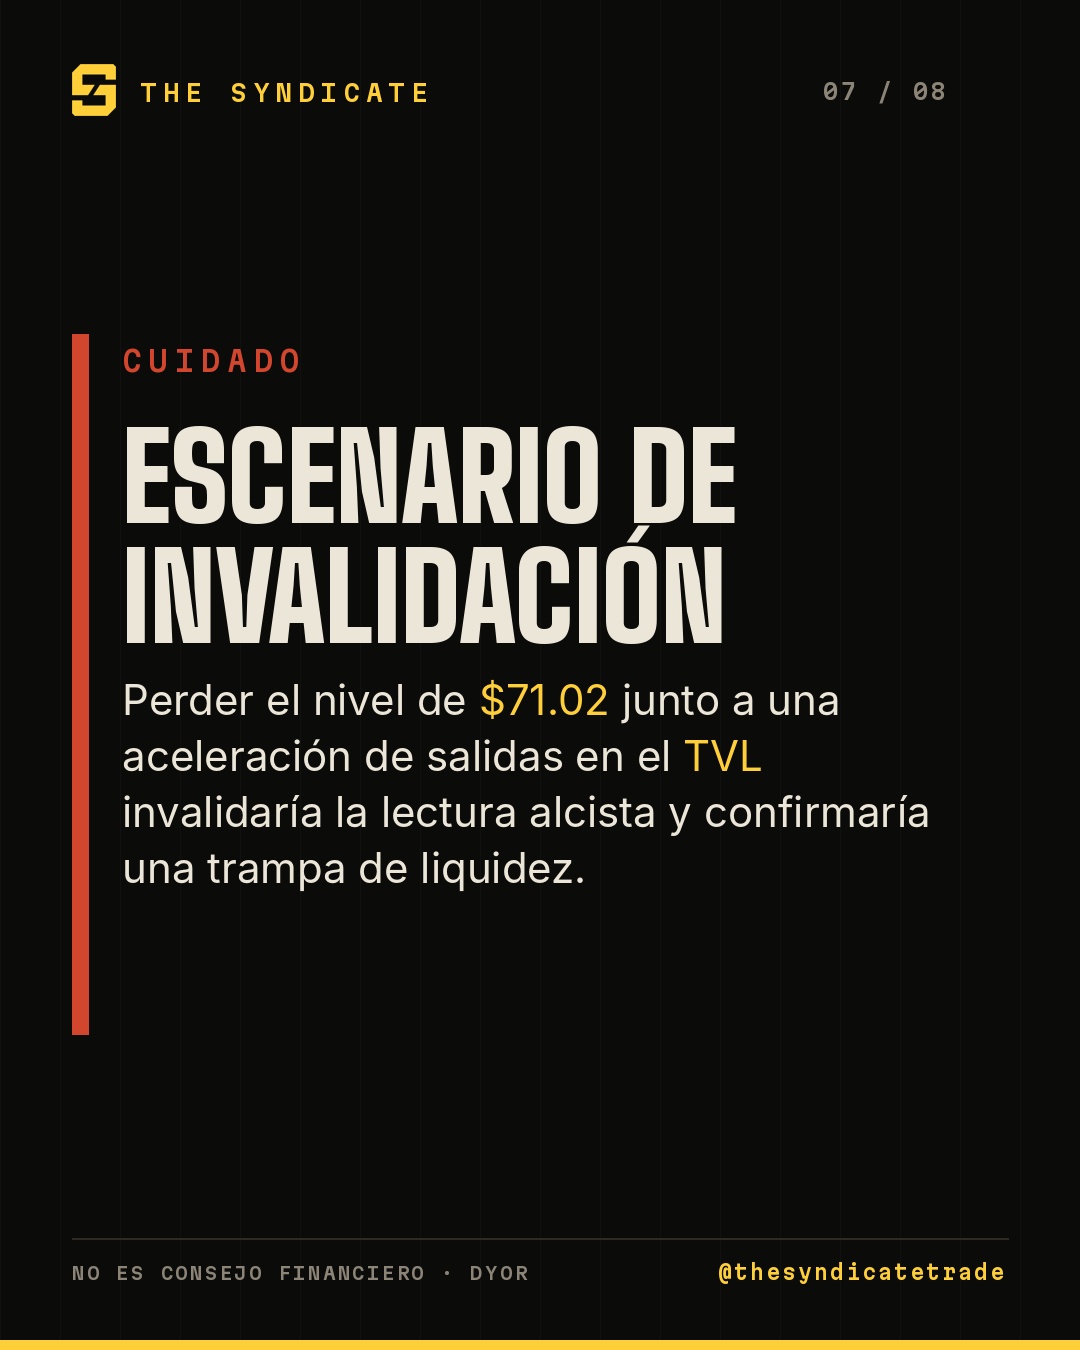 THE SYNDICATE
07 / 08
CUIDADO
ESCENARIO DE
INVALIDACIÓN
Perder el nivel de $71.02 junto a una
aceleración de salidas en el TVL
invalidaría la lectura alcista y confirmaría
una trampa de liquidez.
NO ES CONSEJO FINANCIERO · DYOR
@thesyndicatetrade